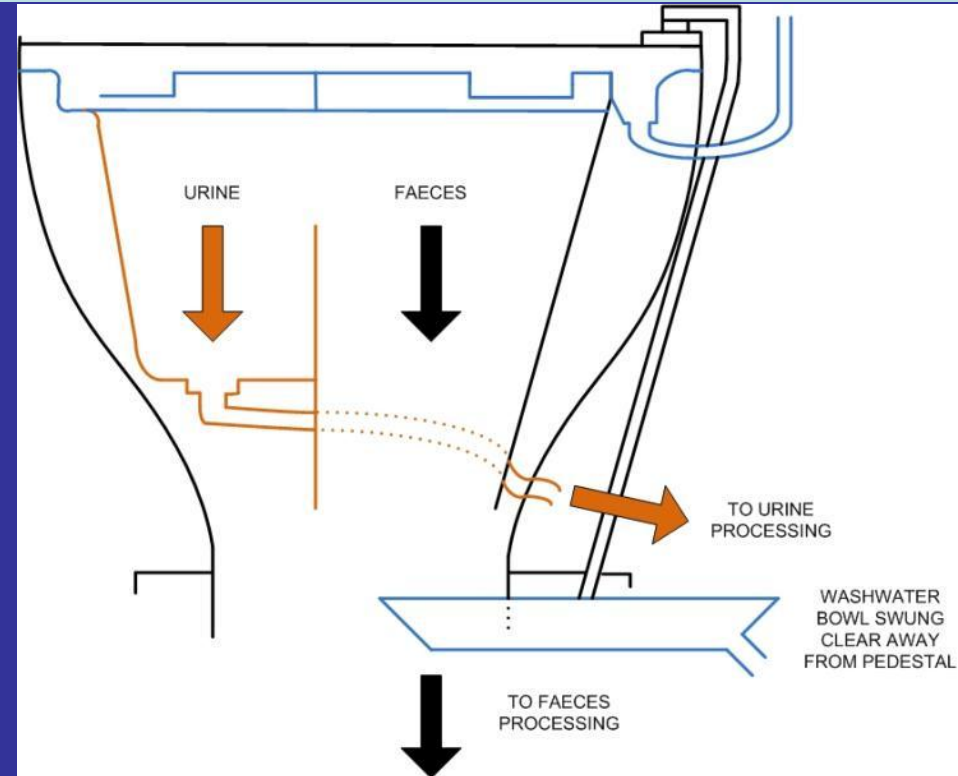 URINE
FAECES
TO URINE
PROCESSING
WASHWATER
BOWL SWUNG
CLEAR AWAY
FROM PEDESTAL
TO FAECES
PROCESSING